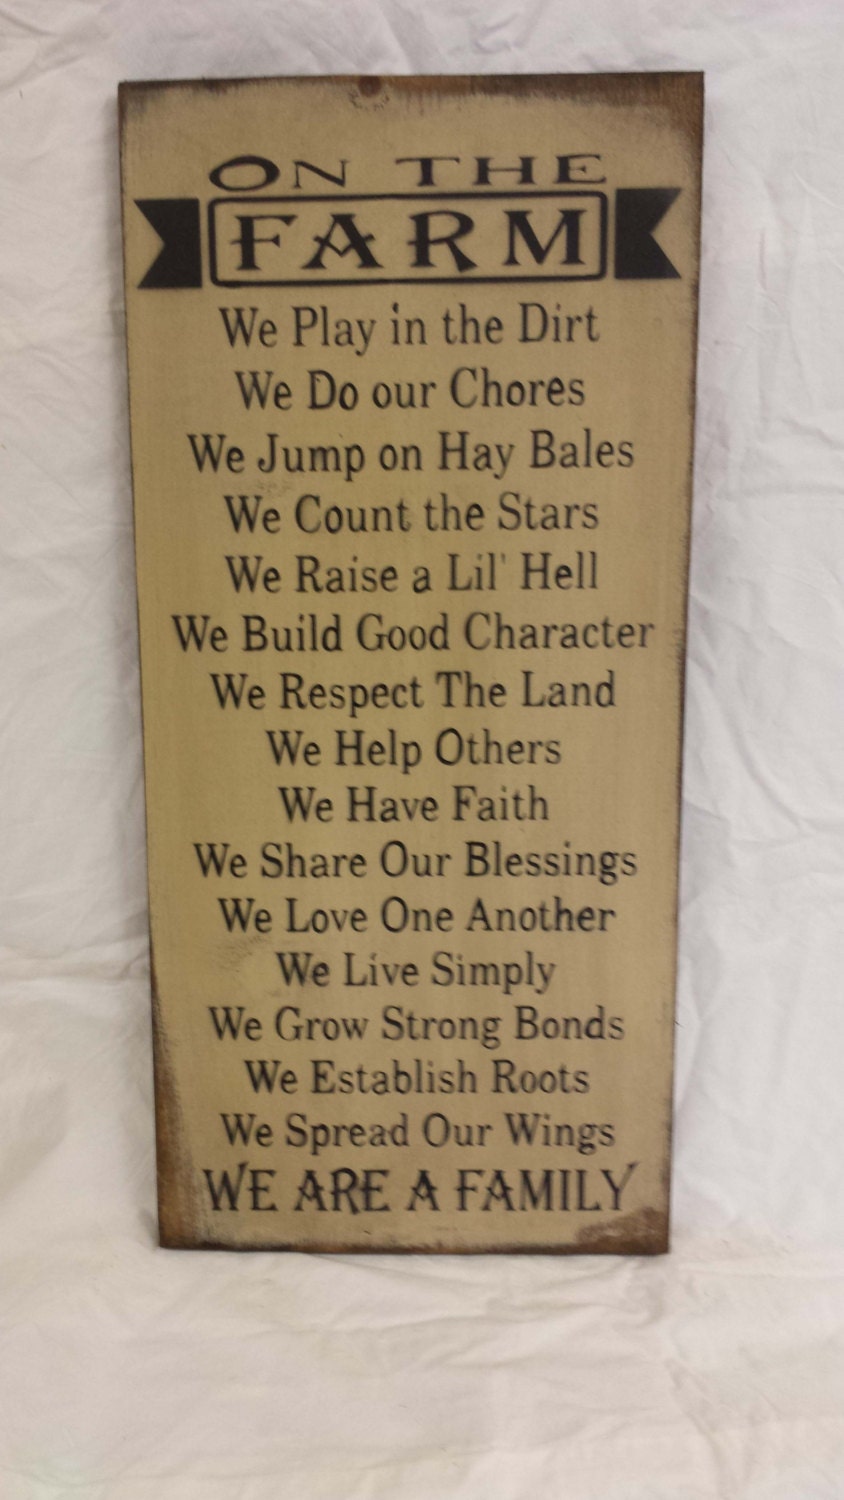 ON THE
FARM
We Play in the Dirt
We Do our Chores
We Jump on Hay Bales
We Count the Stars
We Raise a Lil' Hell
We Build Good Character
We Respect The Land
We Help Others
We Have Faith
We Share Our Blessings
We Love One Another
We Live Simply
We Grow Strong Bonds
We Establish Roots
We Spread Our Wings
WE ARE A FAMILY